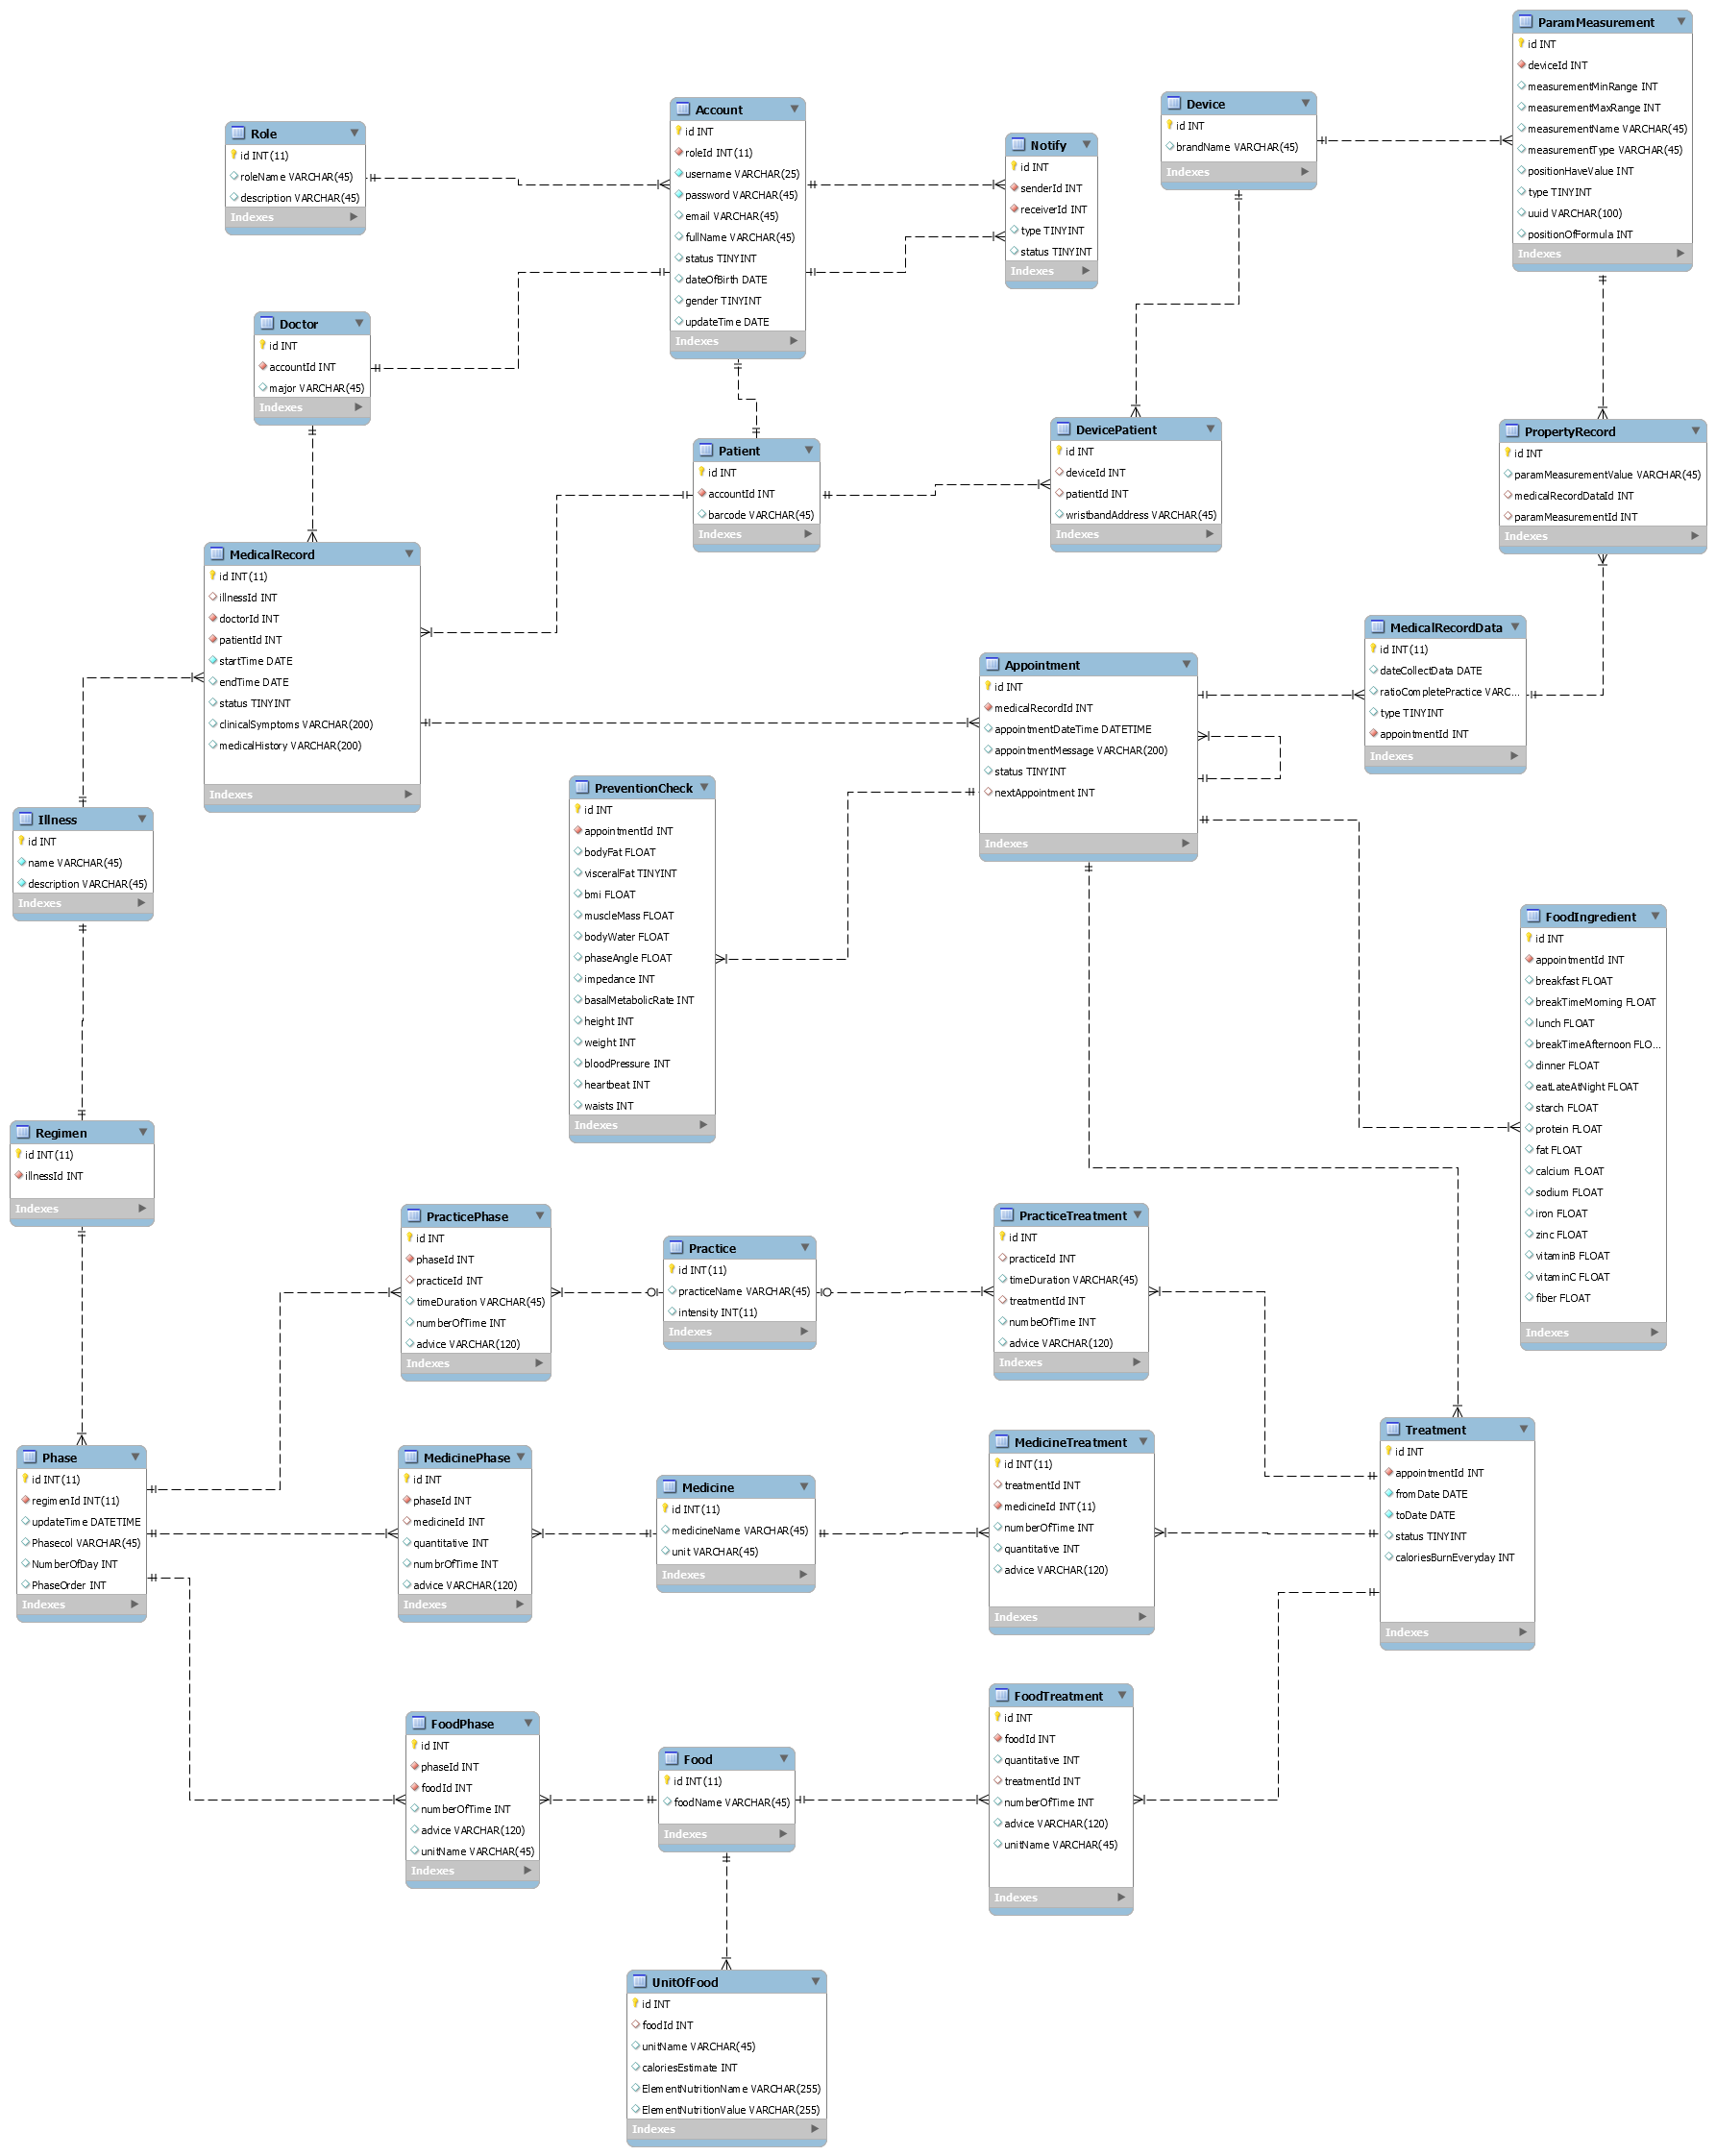 ParamMeasurement
id INT
deviceId INT
measurementMinRange INT
measurementMaxRange INT
measurementName VARCHAR(45)
measurementType VARCHAR(45)
positionHaveValue INT
type TINYINT
uuid VARCHAR(100)
positionOfFormula INT
Indexes
Device
id INT
brandName VARCHAR(45)
Indexes
Account
id INT
roleId INT(11)
username VARCHAR(25)
password VARCHAR(45)
email VARCHAR(45)
fullName VARCHAR(45)
status TINYINT
dateOfBirth DATE
gender TINYINT
updateTime DATE
Indexes
Role
id INT(11)
roleName VARCHAR(45)
description VARCHAR(45)
Indexes
Notify
id INT
senderId INT
receiverId INT
type TINYINT
status TINYINT
Indexes
Doctor
id INT
accountId INT
major VARCHAR(45)
Indexes
Patient
id INT
accountId INT
barcode VARCHAR(45)
Indexes
DevicePatient
id INT
deviceId INT
patientId INT
wristbandAddress VARCHAR(45)
Indexes
PropertyRecord
id INT
paramMeasurementValue VARCHAR(45)
medicalRecordDataId INT
paramMeasurementId INT
Indexes
MedicalRecord
id INT(11)
illnessId INT
doctorId INT
patientId INT
startTime DATE
endTime DATE
status TINYINT
clinicalSymptoms VARCHAR(200)
medicalHistory VARCHAR(200)
Indexes
MedicalRecordData
id INT(11)
dateCollectData DATE
ratioCompletePractice VARC...
type TINYINT
appointmentId INT
Indexes
Appointment
id INT
medicalRecordId INT
appointmentDateTime DATETIME
appointmentMessage VARCHAR(200)
status TINYINT
nextAppointment INT
Indexes
PreventionCheck
id INT
appointmentId INT
bodyFat FLOAT
visceralFat TINYINT
bmi FLOAT
muscleMass FLOAT
bodyWater FLOAT
phaseAngle FLOAT
impedance INT
basalMetabolicRate INT
height INT
weight INT
bloodPressure INT
heartbeat INT
waists INT
Indexes
Illness
id INT
name VARCHAR(45)
description VARCHAR(45)
Indexes
FoodIngredient
id INT
appointmentId INT
breakfast FLOAT
breakTimeMorning FLOAT
lunch FLOAT
breakTimeAfternoon FLO...
dinner FLOAT
eatLateAtNight FLOAT
starch FLOAT
protein FLOAT
fat FLOAT
calcium FLOAT
sodium FLOAT
iron FLOAT
zinc FLOAT
vitaminB FLOAT
vitaminC FLOAT
fiber FLOAT
Indexes
Regimen
id INT(11)
illnessId INT
Indexes
PracticePhase
id INT
phaseId INT
practiceId INT
timeDuration VARCHAR(45)
numberOfTime INT
advice VARCHAR(120)
Indexes
Practice
id INT(11)
practiceName VARCHAR(45)
intensity INT(11)
Indexes
PracticeTreatment
id INT
practiceId INT
timeDuration VARCHAR(45)
treatmentId INT
numbeOfTime INT
advice VARCHAR(120)
Indexes
Phase
id INT(11)
regimenId INT(11)
updateTime DATETIME
Phasecol VARCHAR(45)
NumberOfDay INT
PhaseOrder INT
Indexes
MedicinePhase
id INT
phaseId INT
medicineId INT
quantitative INT
numbrOfTime INT
advice VARCHAR(120)
Indexes
Medicine
id INT(11)
medicineName VARCHAR(45)
unit VARCHAR(45)
Indexes
MedicineTreatment
id INT(11)
treatmentId INT
medicineId INT(11)
numberOfTime INT
quantitative INT
advice VARCHAR(120)
Indexes
Treatment
id INT
appointmentId INT
fromDate DATE
toDate DATE
status TINYINT
caloriesBurnEveryday INT
Indexes
FoodPhase
id INT
phaseId INT
foodId INT
numberOfTime INT
advice VARCHAR(120)
unitName VARCHAR(45)
Indexes
Food
id INT(11)
foodName VARCHAR(45)
Indexes
FoodTreatment
id INT
foodId INT
quantitative INT
treatmentId INT
numberOfTime INT
advice VARCHAR(120)
unitName VARCHAR(45)
Indexes
UnitOfFood
id INT
foodId INT
unitName VARCHAR(45)
caloriesEstimate INT
ElementNutritionName VARCHAR(255)
ElementNutritionValue VARCHAR(255)
Indexes